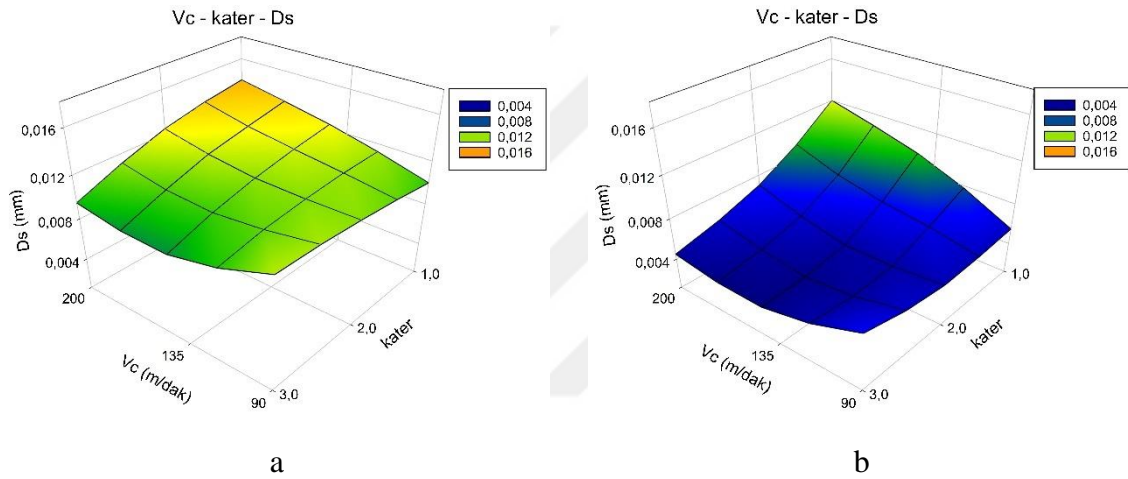 Vc - kater - Ds
0,004
0,008
0,012
0,016
0,016
0,012
0,008
0,004
Ds (mm)
200
135
90
Vc (m/dak)
1,0
2,0
3,0
kater
a
Vc - kater - Ds
0,004
0,008
0,012
0,016
0,016
0,012
0,008
0,004
Ds (mm)
200
135
90
Vc (m/dak)
1,0
2,0
3,0
kater
b